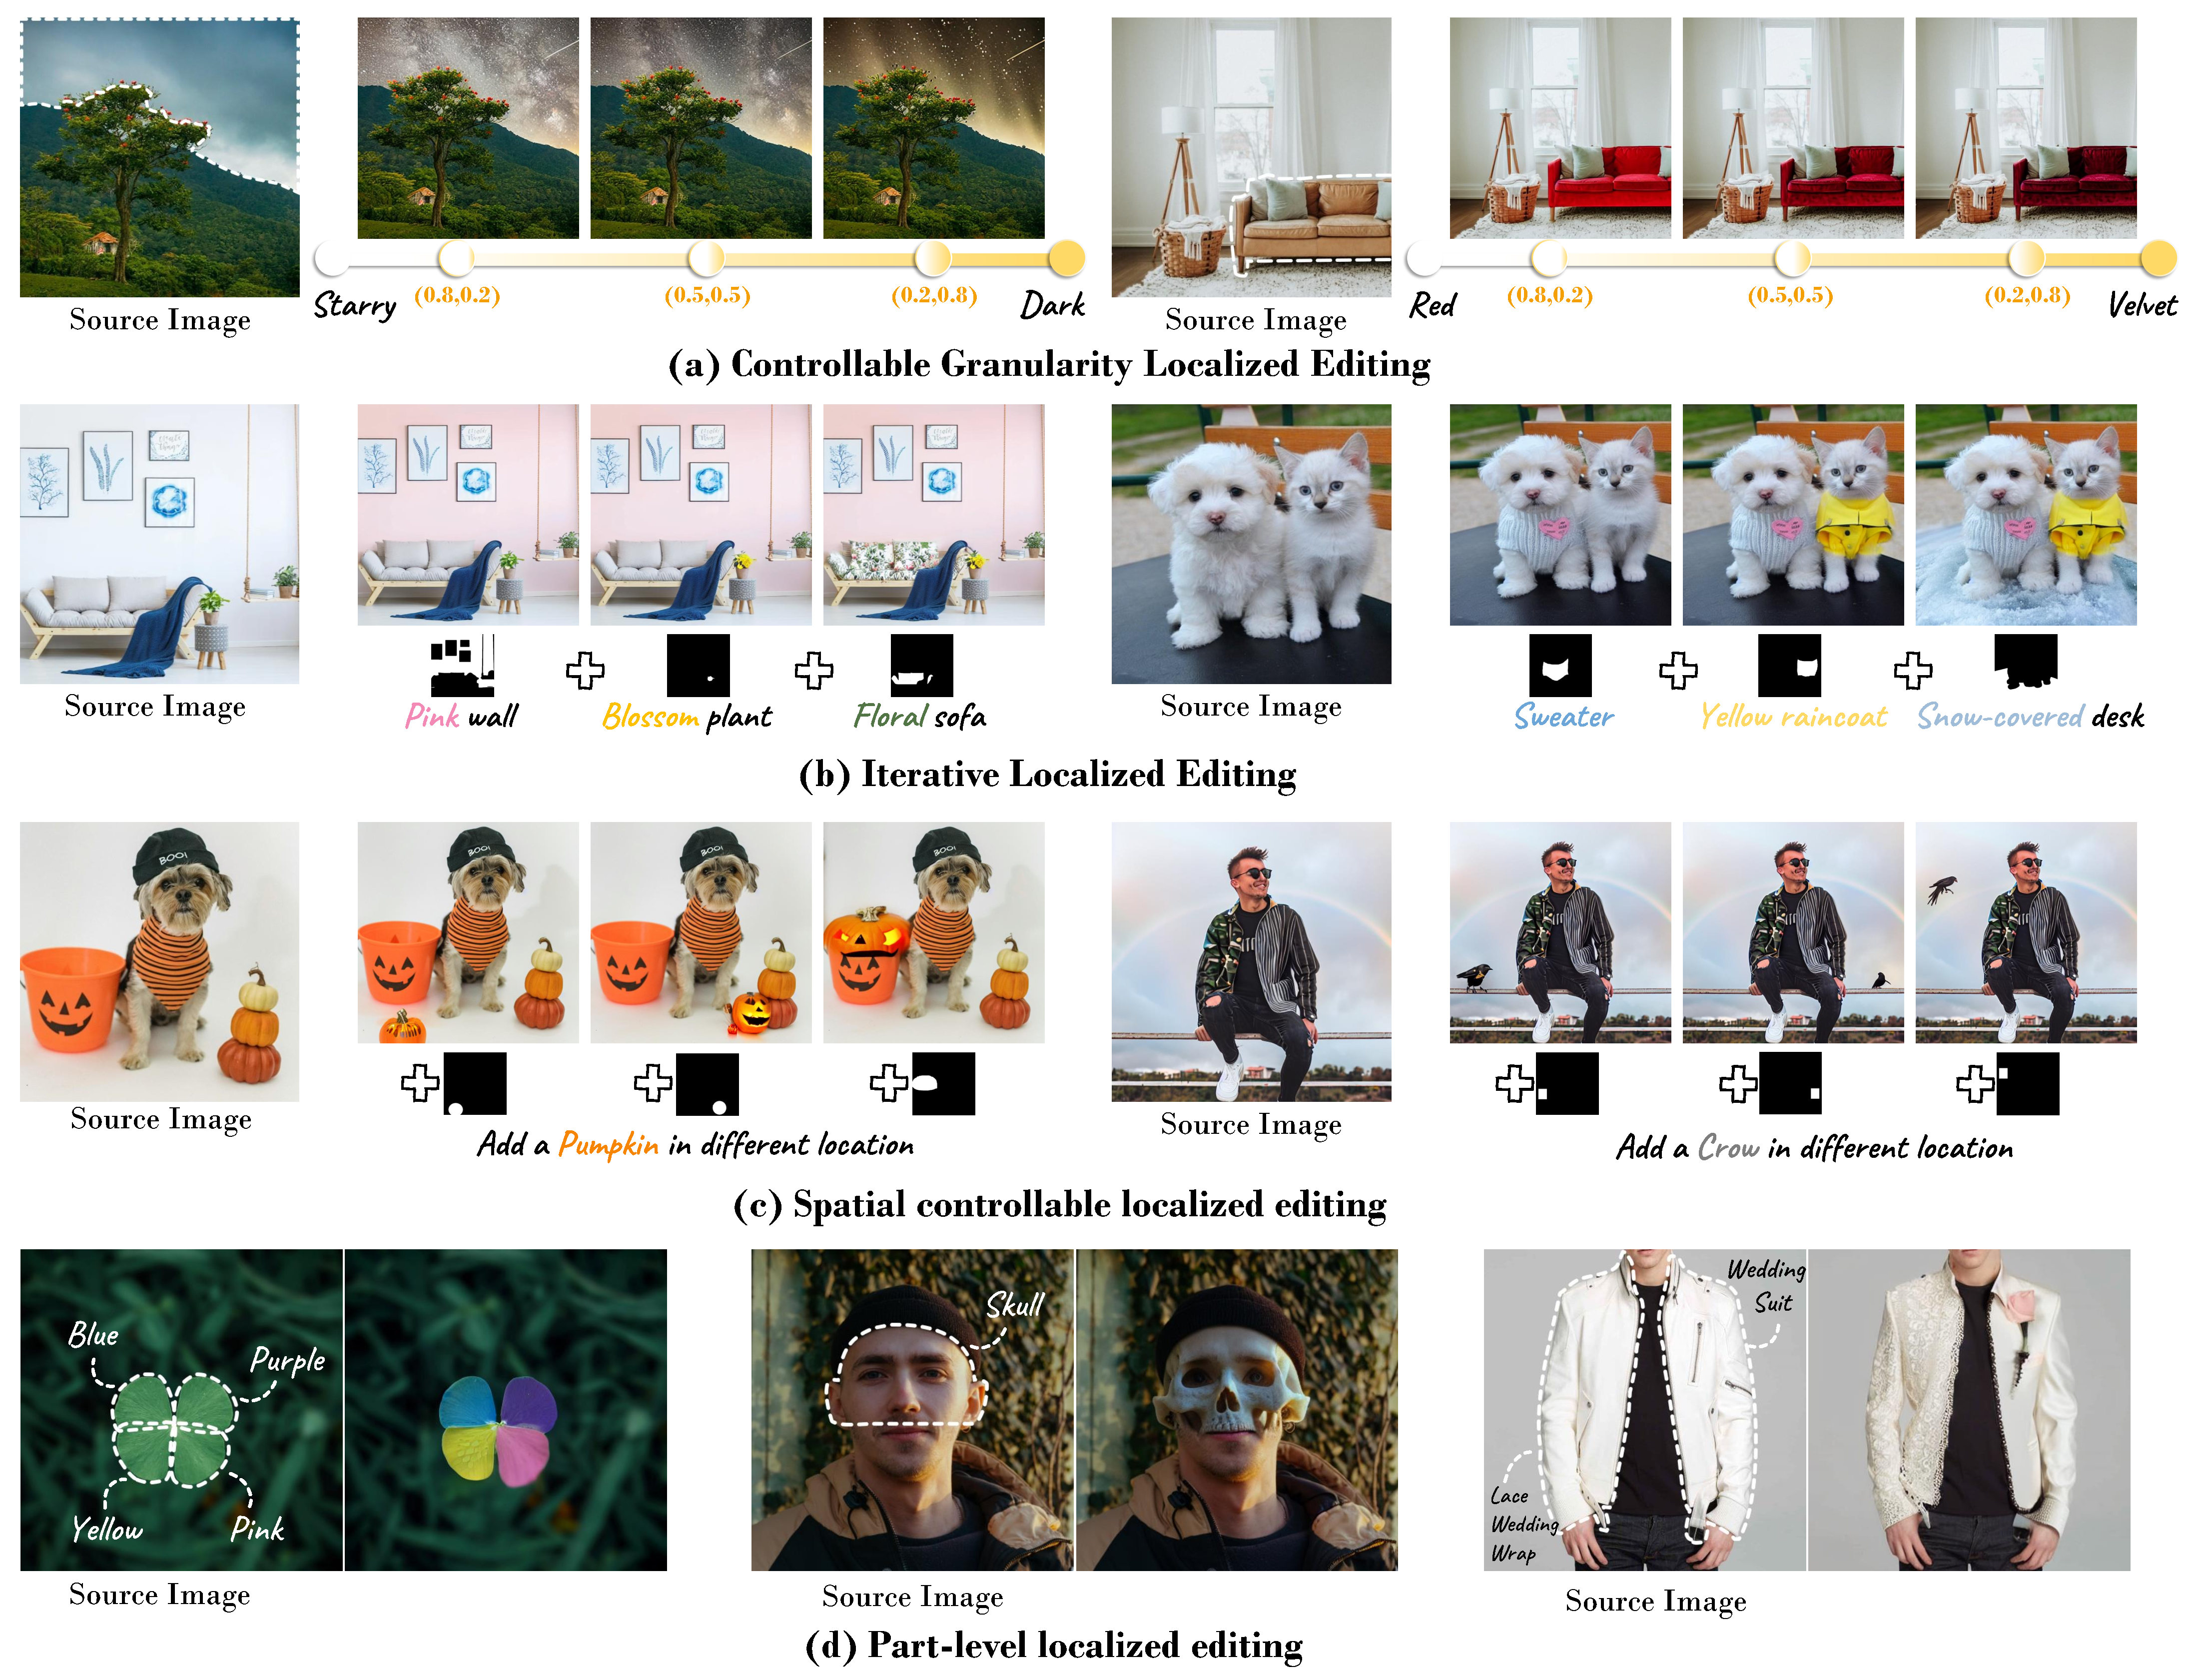 Starry (0.8,0.2) (0.5,0.5) (0.2,0.8) Dark
Red (0.8,0.2) (0.5,0.5) (0.2,0.8) Velvet
Source Image
Source Image
(a) Controllable Granularity Localized Editing
Pink wall
Blossom plant
Floral sofa
Sweater
Yellow raincoat
Snow-covered desk
Source Image
Source Image
(b) Iterative Localized Editing
BOO!
BOO!
BOO!
BOO!
Source Image
Source Image
Add a Pumpkin in different location
Add a Crow in different location
(c) Spatial controllable localized editing
Blue
Purple
Yellow
Pink
Skull
Wedding
Suit
Lace
Wedding
Wrap
Source Image
Source Image
Source Image
(d) Part-level localized editing